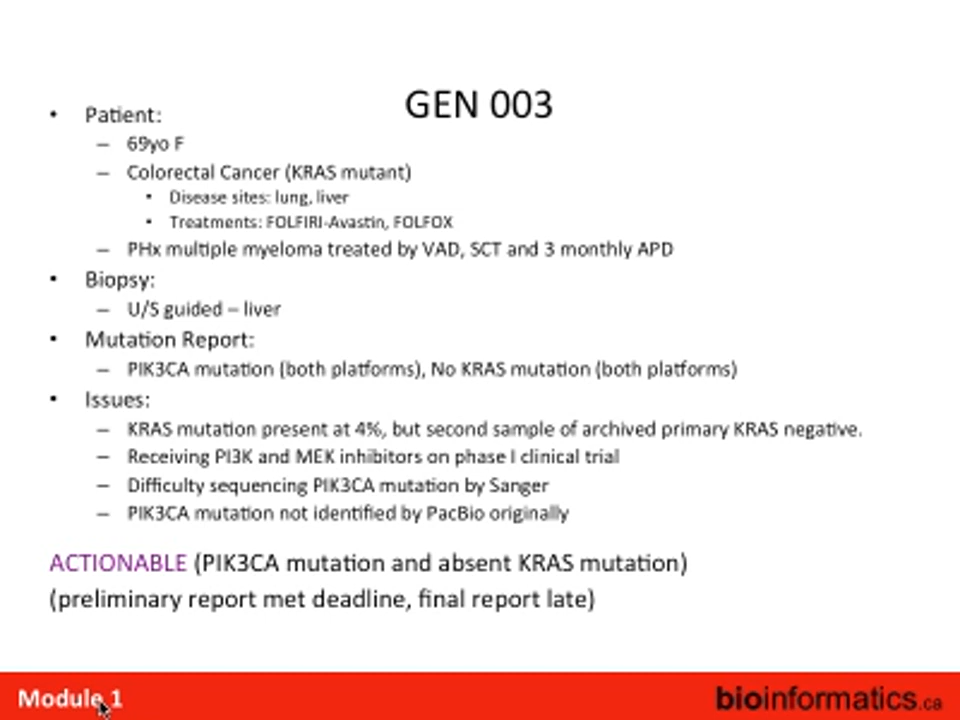 GEN 003
• Patient:
– 69yo F
– Colorectal Cancer (KRAS mutant)
• Disease sites: lung, liver
• Treatments: FOLFIRI-Avastin, FOLFOX
– PHx multiple myeloma treated by VAD, SCT and 3 monthly APD
• Biopsy:
– U/S guided – liver
• Mutation Report:
– PIK3CA mutation (both platforms), No KRAS mutation (both platforms)
• Issues:
– KRAS mutation present at 4%, but second sample of archived primary KRAS negative.
– Receiving PI3K and MEK inhibitors on phase I clinical trial
– Difficulty sequencing PIK3CA mutation by Sanger
– PIK3CA mutation not identified by PacBio originally
ACTIONABLE (PIK3CA mutation and absent KRAS mutation)
(preliminary report met deadline, final report late)
Module 1
bioinformatics.ca